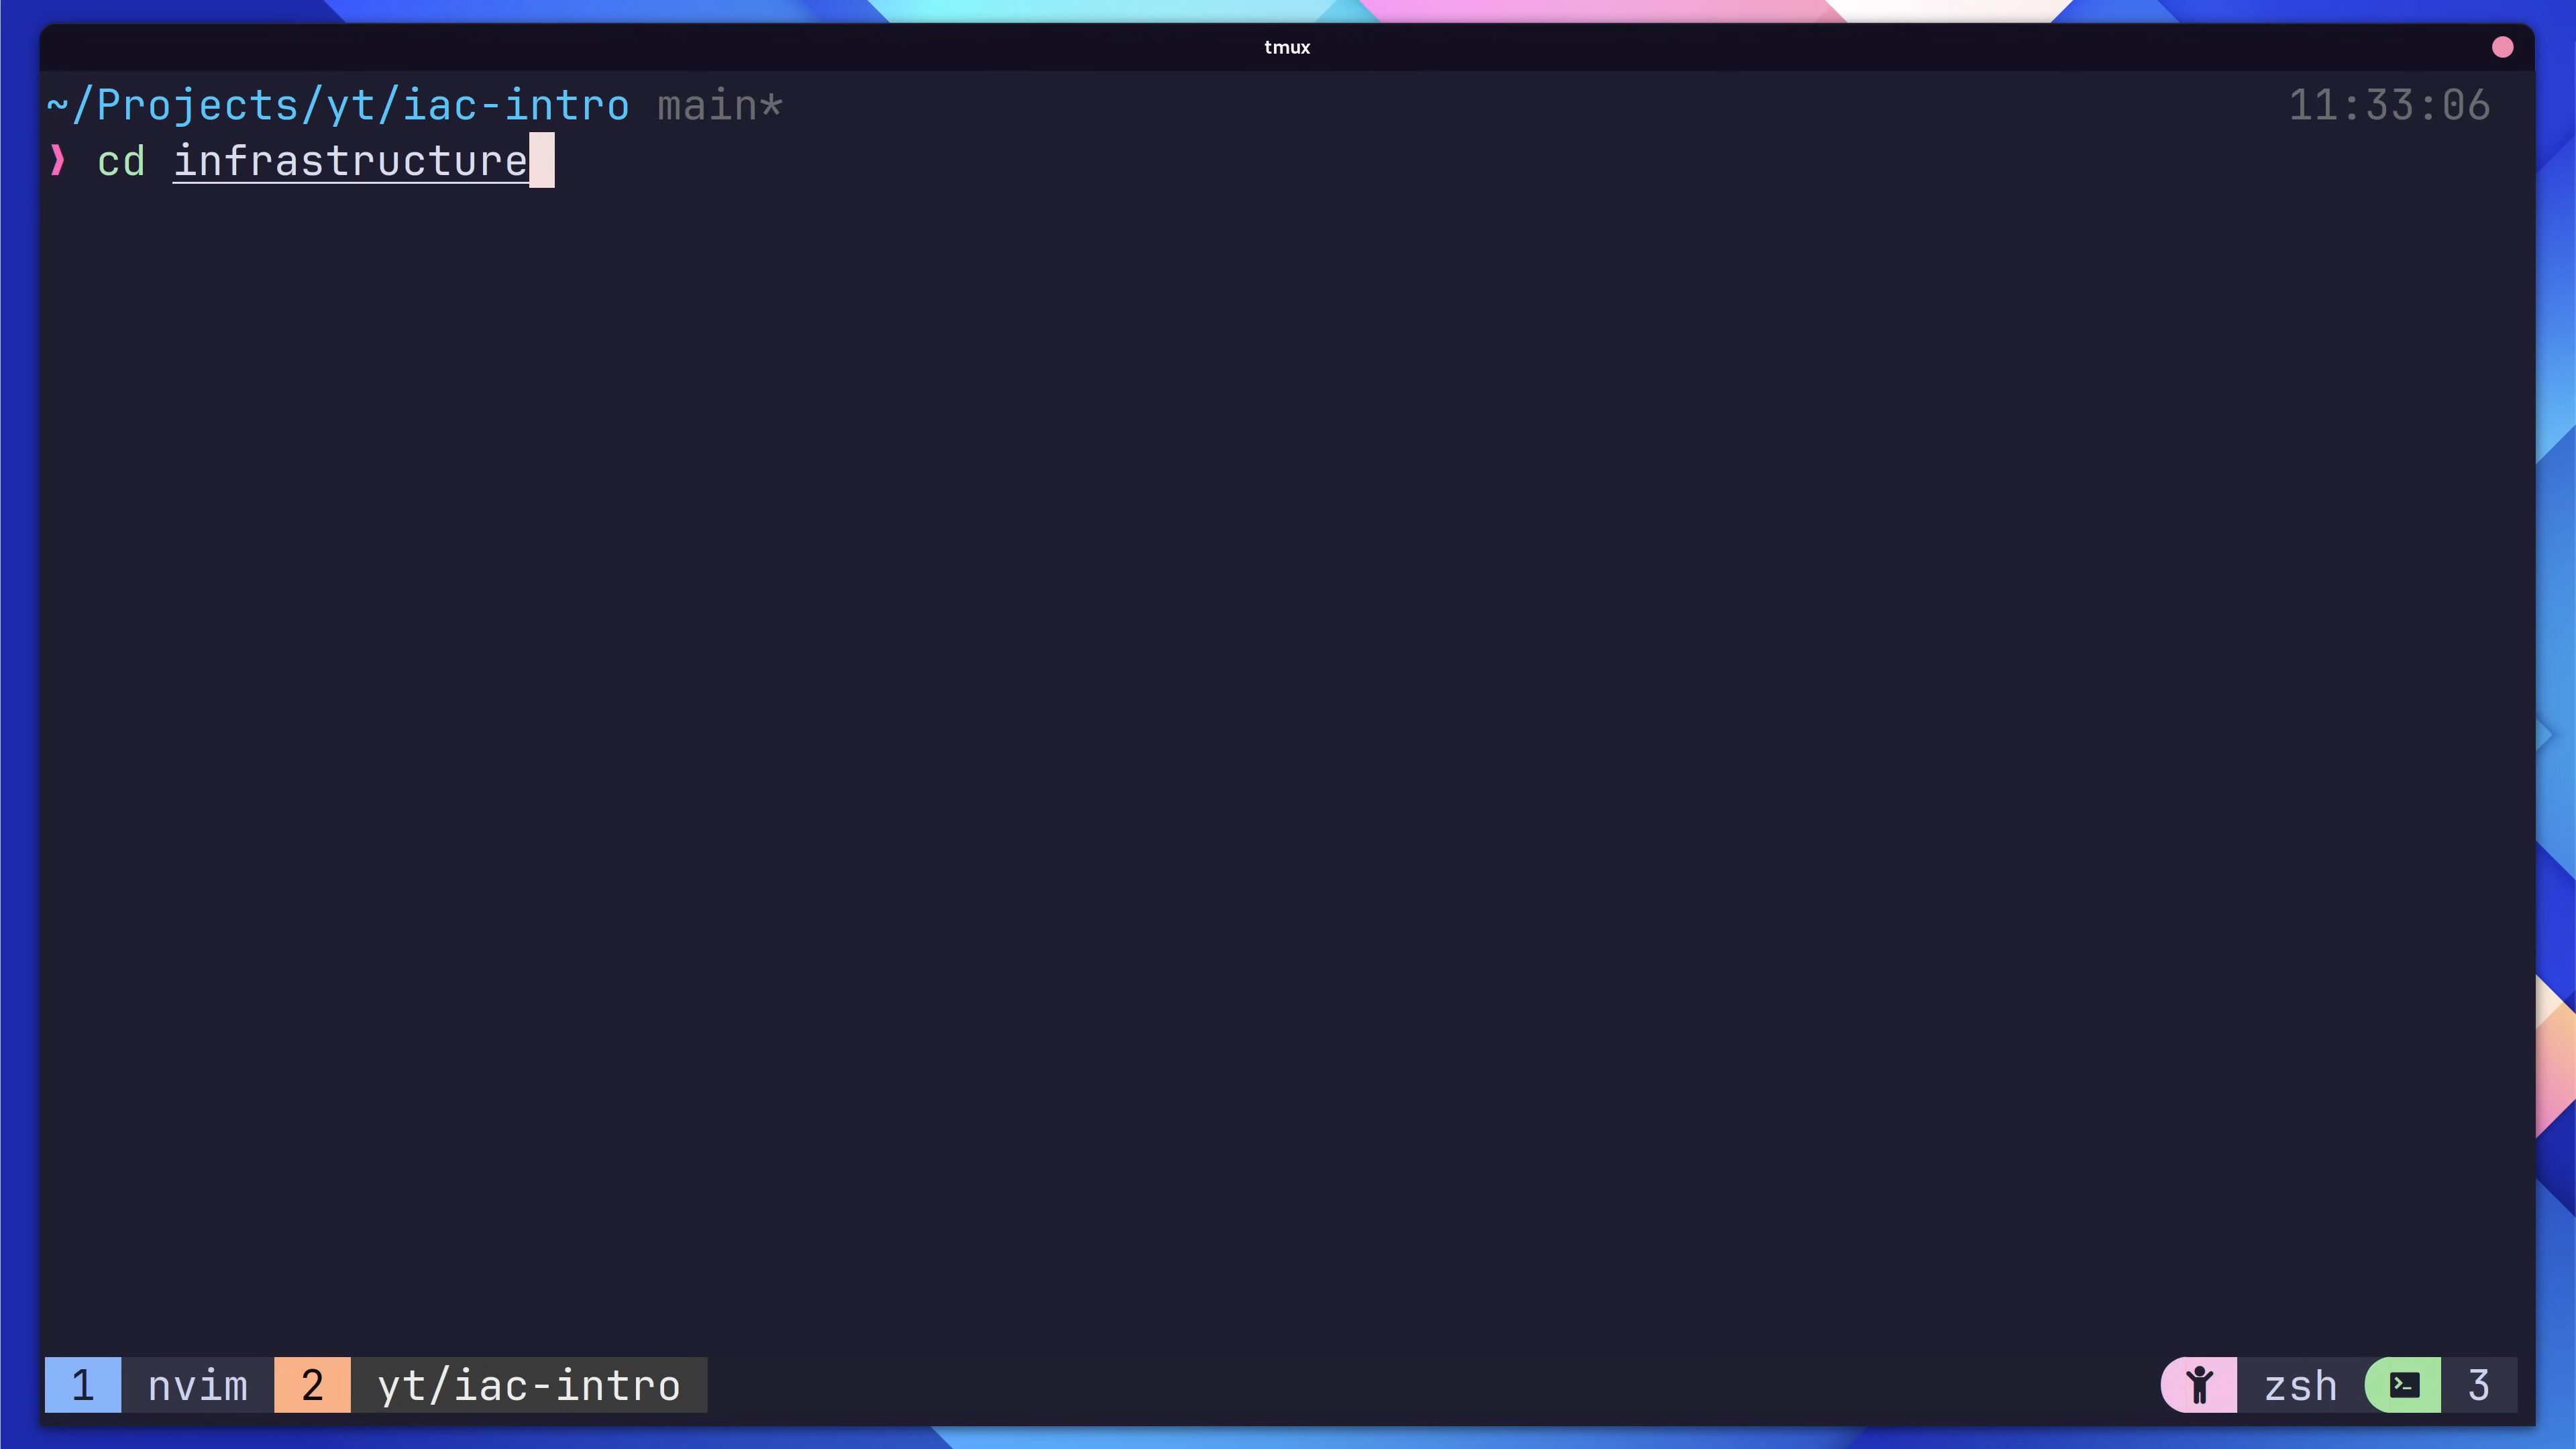 tmux
~/Projects/yt/iac-intro main* 11:33:06
❯ cd infrastructure
1 nvim 2 yt/iac-intro zsh 3